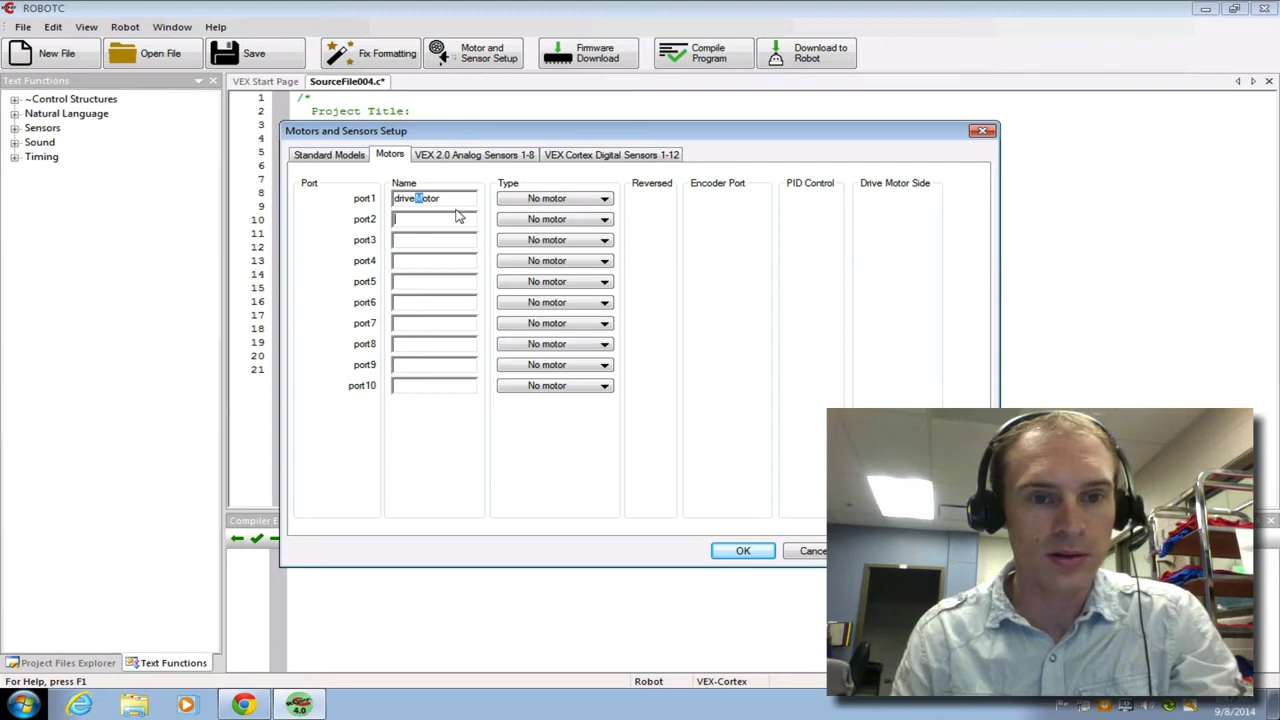 ROBOTC
File Edit View Robot Window Help
New File Open File Save Fix Formatting Motor and Sensor Setup Firmware Download Compile Program Download to Robot
Text Functions
VEX Start Page SourceFile004.c*
~Control Structures
Natural Language
Sensors
Sound
Timing
1 /*
2 Project Title:
3
4
5
6
7
8
9
10
11
12
13
14
15
16
17
18
19
20
21
Motors and Sensors Setup
Standard Models Motors VEX 2.0 Analog Sensors 1-8 VEX Cortex Digital Sensors 1-12
Port Name Type Reversed Encoder Port PID Control Drive Motor Side
port1 driveMotor No motor
port2 No motor
port3 No motor
port4 No motor
port5 No motor
port6 No motor
port7 No motor
port8 No motor
port9 No motor
port10 No motor
OK Cance
Compiler E
Project Files Explorer Text Functions
For Help, press F1 Robot VEX-Cortex
4.0
9/8/2014